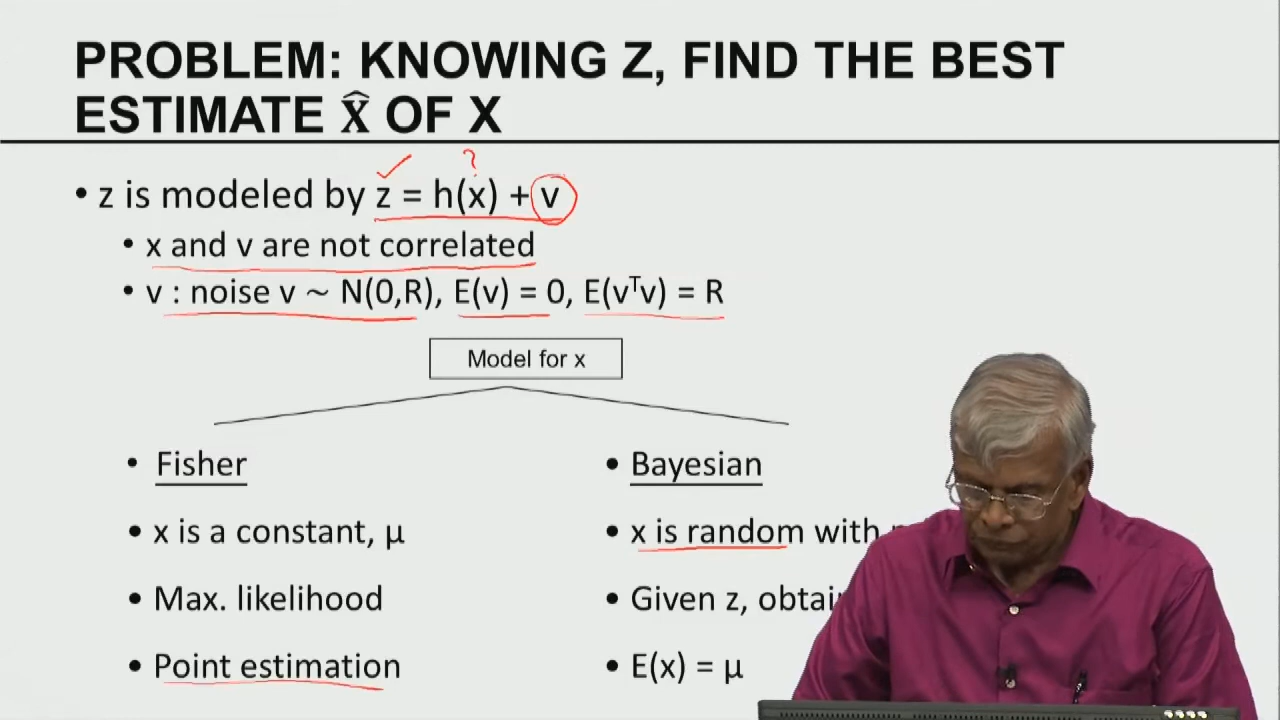 PROBLEM: KNOWING Z, FIND THE BEST
ESTIMATE X̂ OF X
?
• z is modeled by z = h(x) + v
• x and v are not correlated
• v : noise v ~ N(0,R), E(v) = 0, E(vᵀv) = R
Model for x
• Fisher
• x is a constant, μ
• Max. likelihood
• Point estimation
• Bayesian
• x is random with
• Given z,
• E(x) = μ